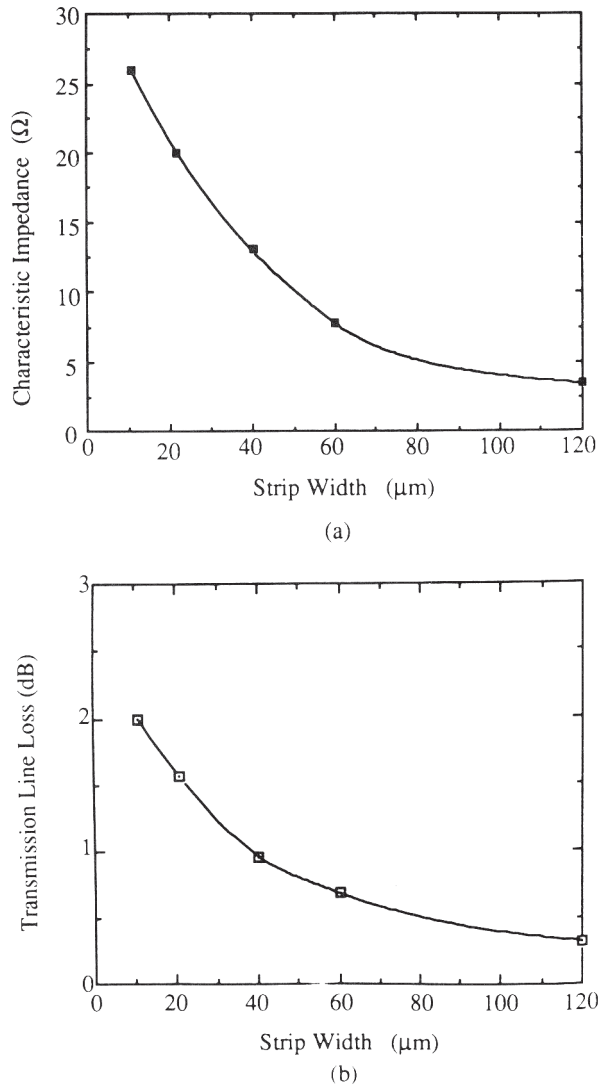 30
25
20
15
10
5
0
Characteristic Impedance (Ω)
0 20 40 60 80 100 120
Strip Width (μm)
(a)
3
2
1
0
Transmission Line Loss (dB)
0 20 40 60 80 100 120
Strip Width (μm)
(b)